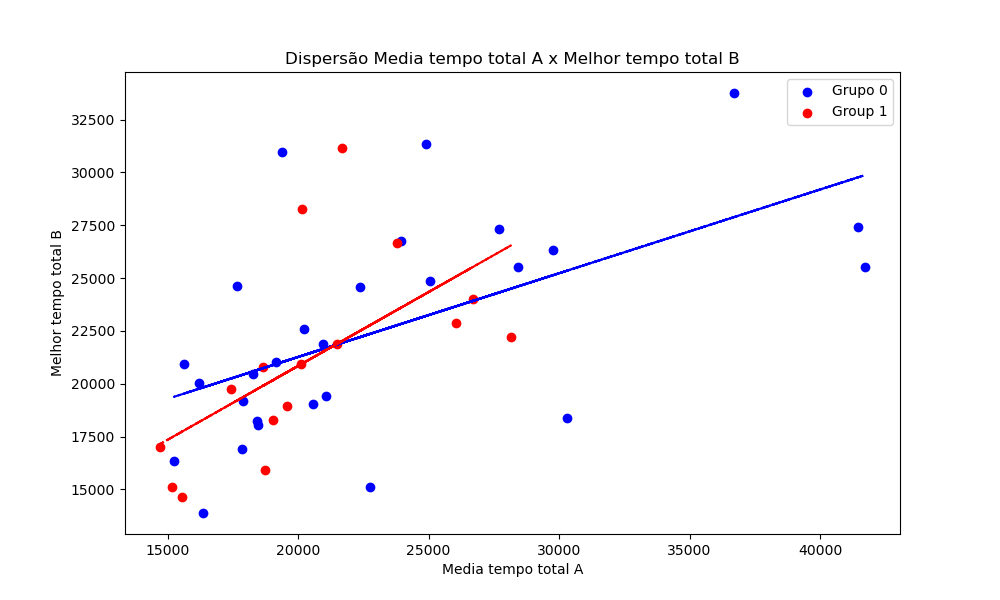 Dispersão Media tempo total A x Melhor tempo total B
Grupo 0
Group 1
32500
30000
27500
25000
22500
20000
17500
15000
Melhor tempo total B
15000
20000
25000
30000
35000
40000
Media tempo total A